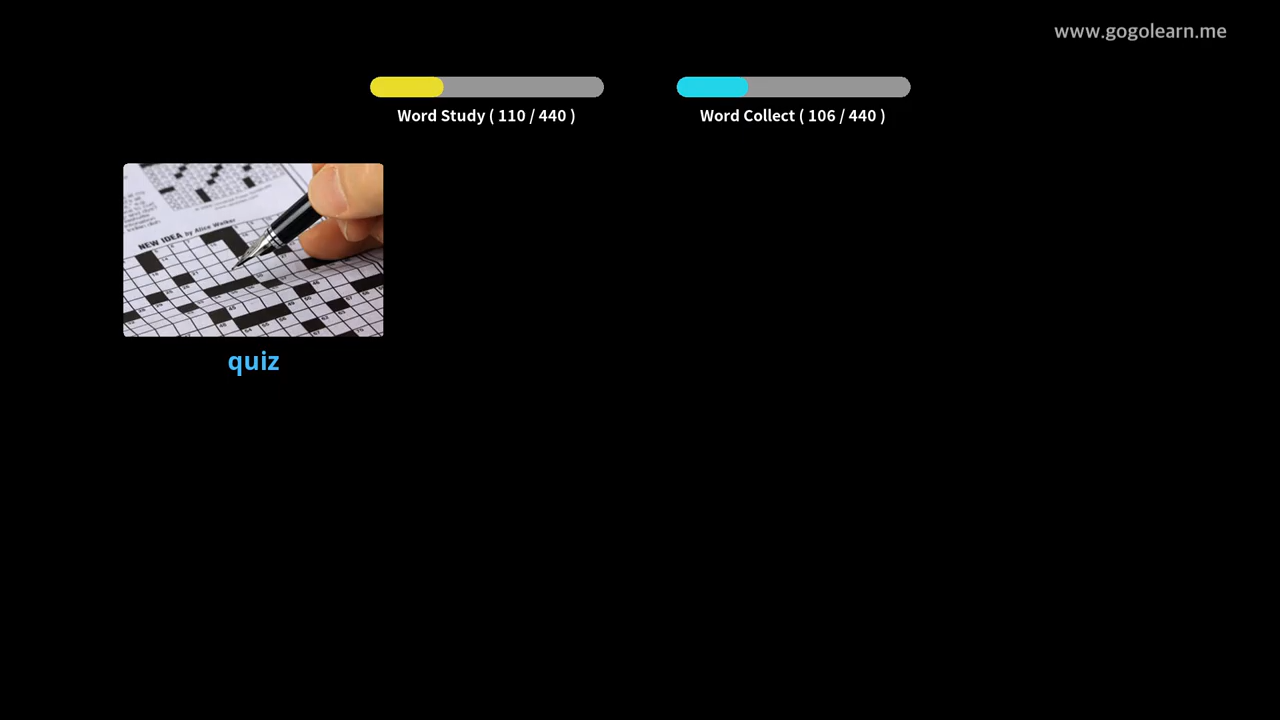 www.gogolearn.me
Word Study ( 110 / 440 )
Word Collect ( 106 / 440 )
NEW IDEA by Alice Walker
quiz